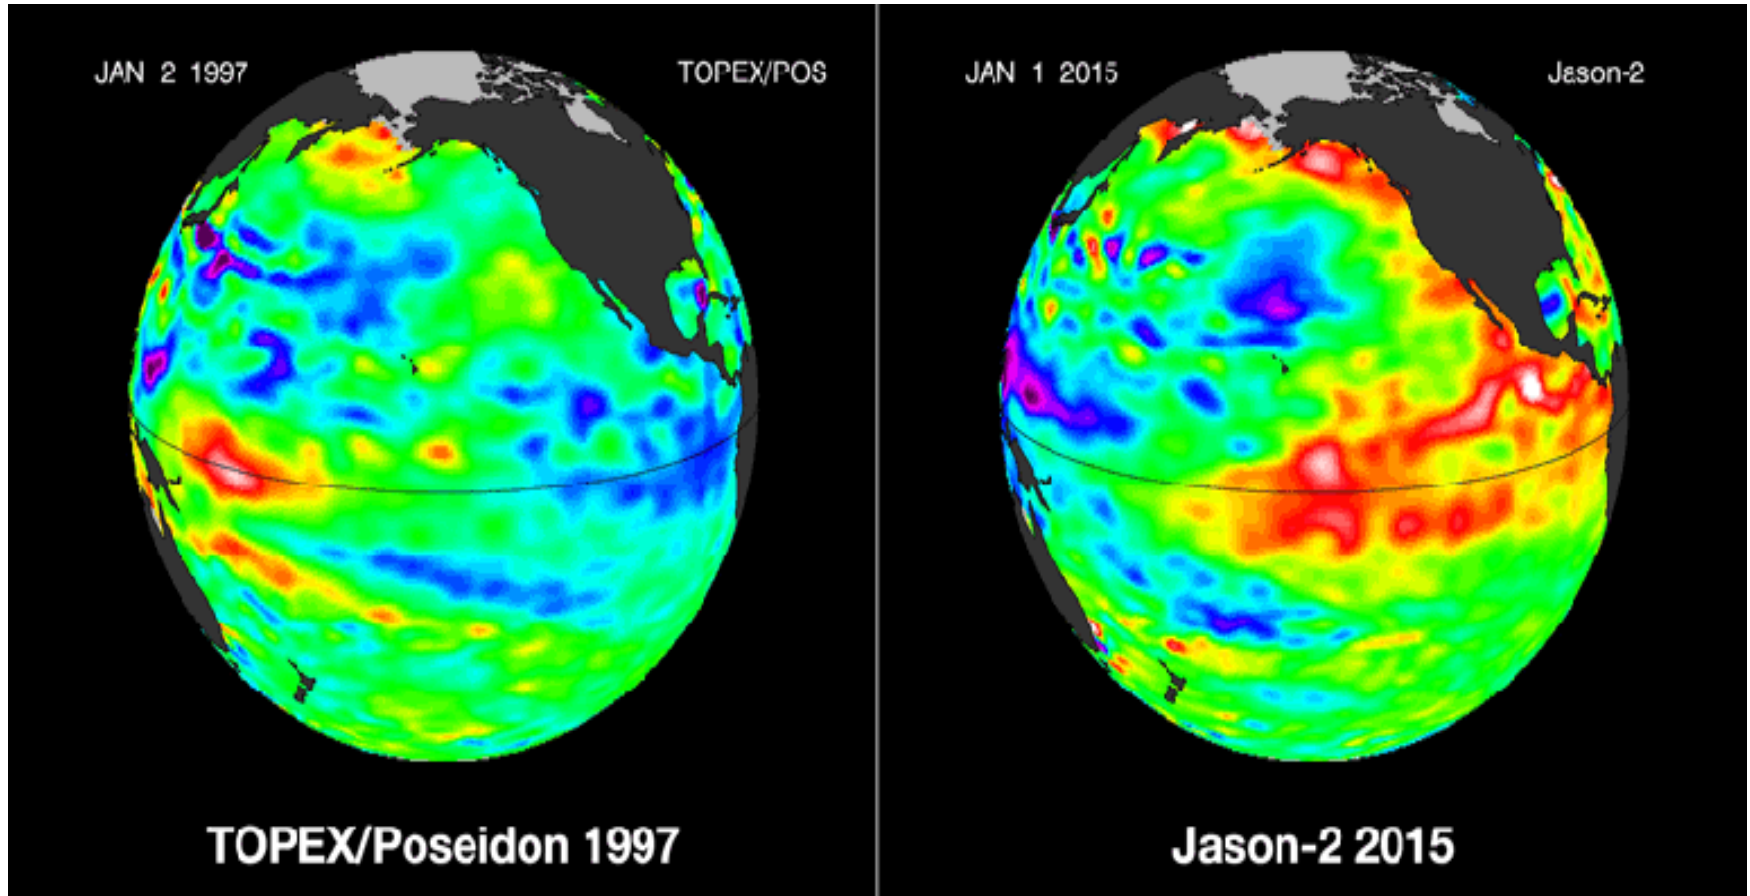 JAN 2 1997
TOPEX/POS
TOPEX/Poseidon 1997
JAN 1 2015
Jason-2
Jason-2 2015